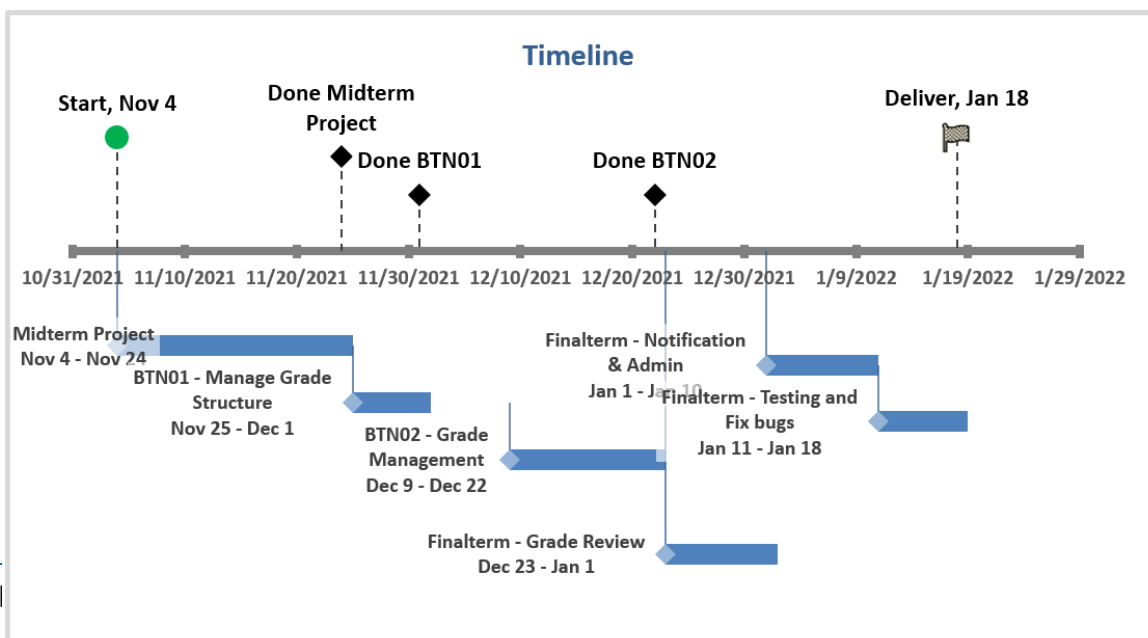 Timeline
Start, Nov 4
Done Midterm
Project
Done BTN01
Done BTN02
Deliver, Jan 18
10/31/2021 11/10/2021 11/20/2021 11/30/2021 12/10/2021 12/20/2021 12/30/2021 1/9/2022 1/19/2022 1/29/2022
Midterm Project
Nov 4 - Nov 24
BTN01 - Manage Grade
Structure
Nov 25 - Dec 1
BTN02 - Grade
Management
Dec 9 - Dec 22
Finalterm - Grade Review
Dec 23 - Jan 1
Finalterm - Notification
& Admin
Jan 1 - Jan 10
Finalterm - Testing and
Fix bugs
Jan 11 - Jan 18